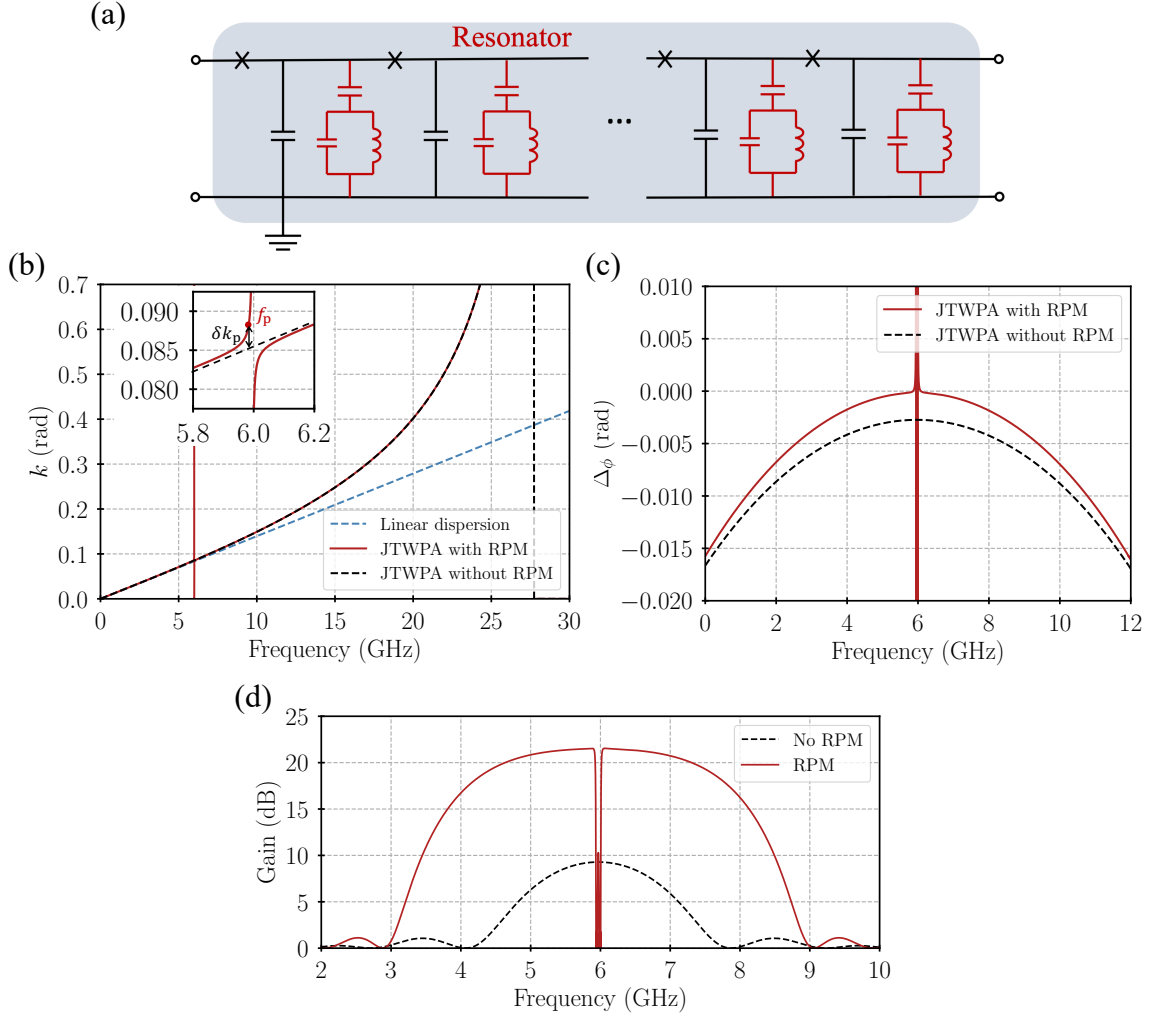 (a)
Resonator
...
(b)
k (rad)
0.7
0.6
0.5
0.4
0.3
0.2
0.1
0.0
0.090
0.085
0.080
5.8
6.0
6.2
δkₚ
fₚ
Linear dispersion
JTWPA with RPM
JTWPA without RPM
0
5
10
15
20
25
30
Frequency (GHz)
(c)
Δϕ (rad)
0.010
0.005
0.000
−0.005
−0.010
−0.015
−0.020
JTWPA with RPM
JTWPA without RPM
0
2
4
6
8
10
12
Frequency (GHz)
(d)
Gain (dB)
25
20
15
10
5
0
No RPM
RPM
2
3
4
5
6
7
8
9
10
Frequency (GHz)